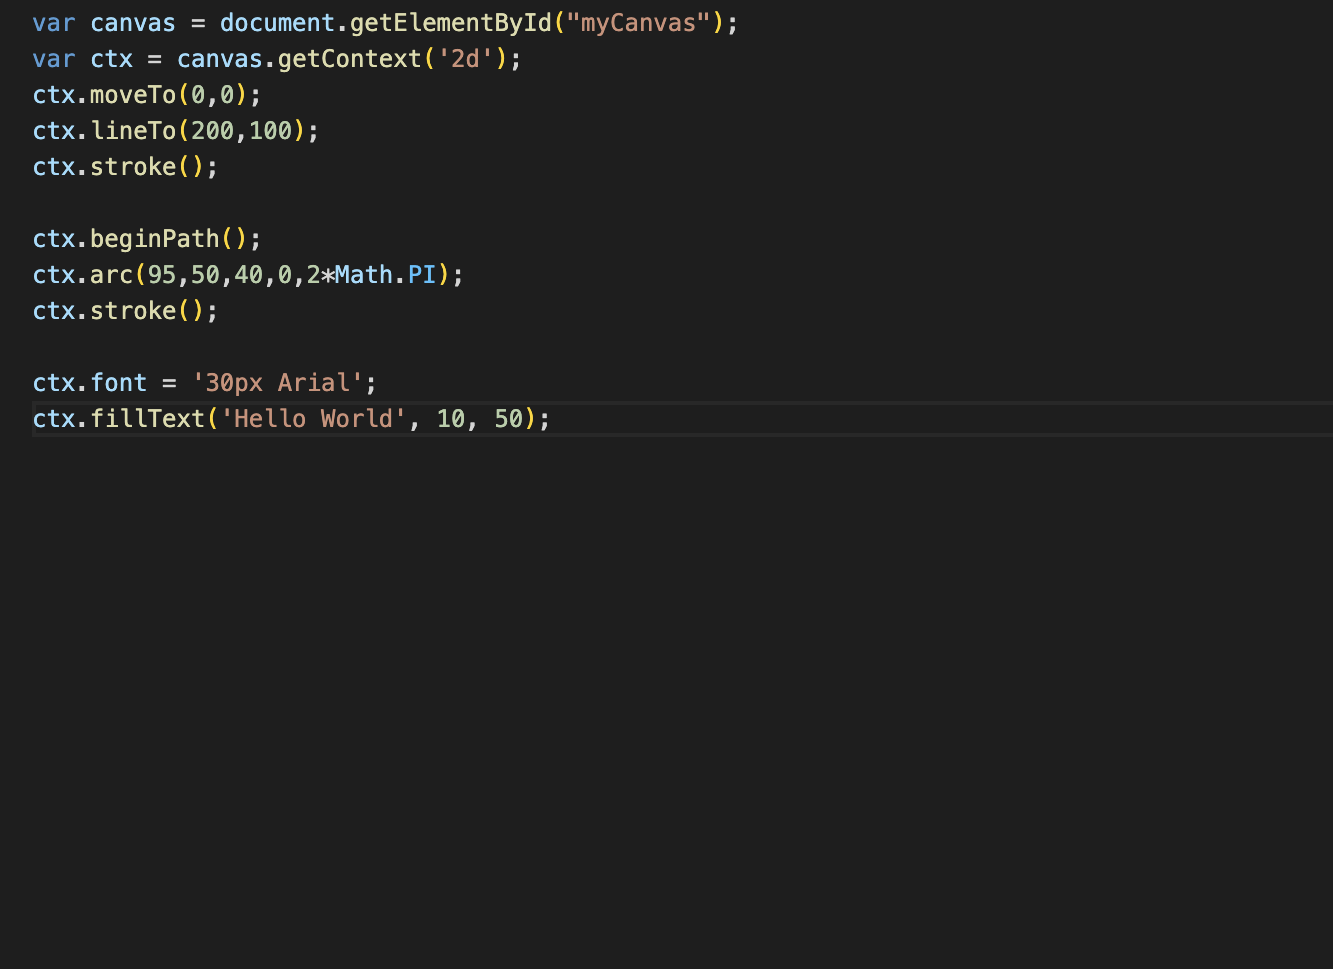 var canvas = document.getElementById("myCanvas");
var ctx = canvas.getContext('2d');
ctx.moveTo(0,0);
ctx.lineTo(200,100);
ctx.stroke();

ctx.beginPath();
ctx.arc(95,50,40,0,2*Math.PI);
ctx.stroke();

ctx.font = '30px Arial';
ctx.fillText('Hello World', 10, 50);